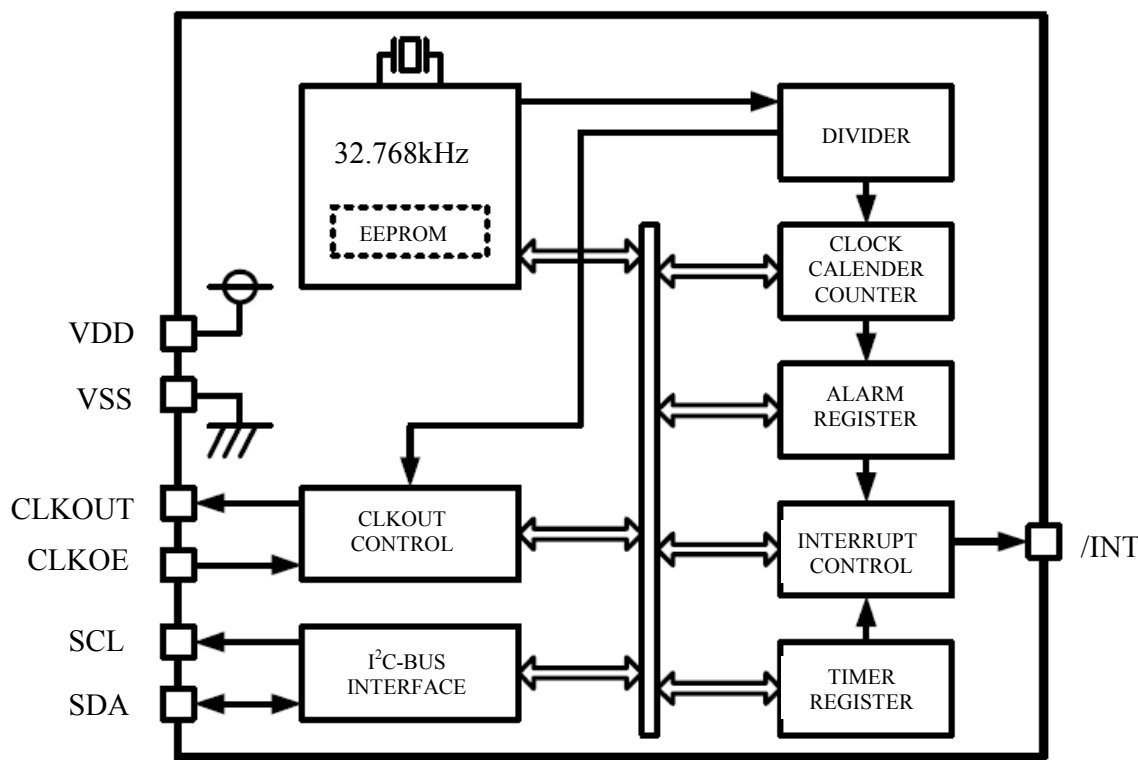 32.768kHz
EEPROM
DIVIDER
CLOCK
CALENDER
COUNTER
VDD
VSS
ALARM
REGISTER
CLKOUT
CLKOE
CLKOUT
CONTROL
INTERRUPT
CONTROL
/INT
SCL
SDA
I²C-BUS
INTERFACE
TIMER
REGISTER